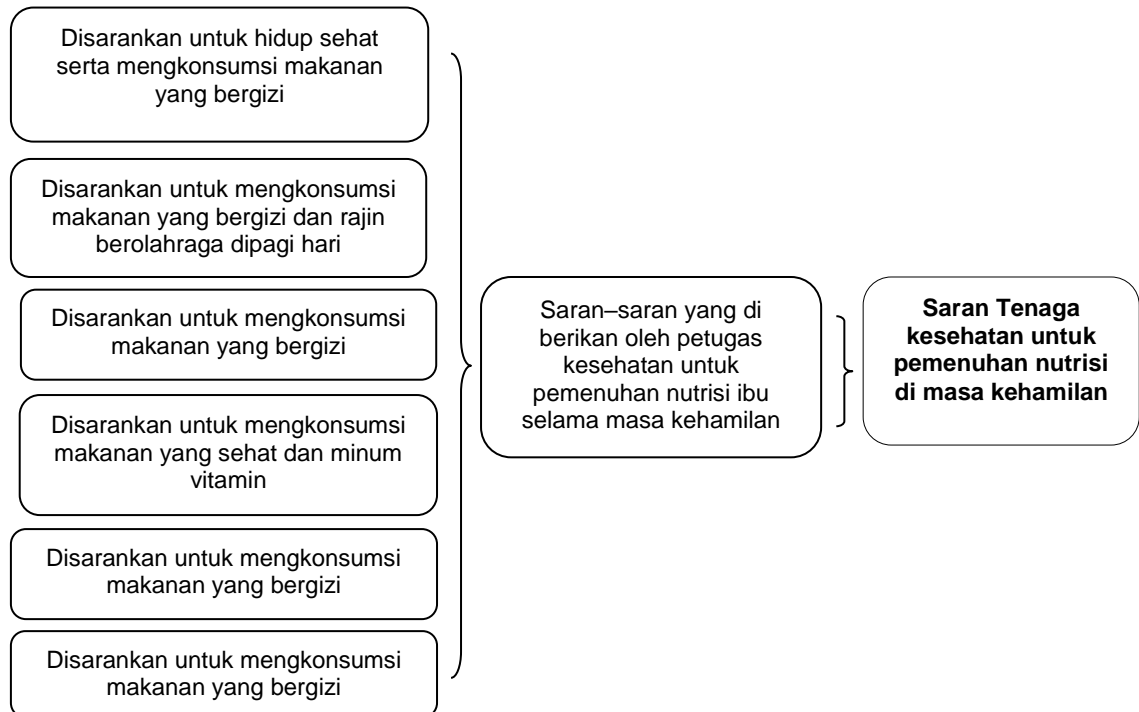 Disarankan untuk hidup sehat
serta mengkonsumsi makanan
yang bergizi
Disarankan untuk mengkonsumsi
makanan yang bergizi dan rajin
berolahraga dipagi hari
Disarankan untuk mengkonsumsi
makanan yang bergizi
Disarankan untuk mengkonsumsi
makanan yang sehat dan minum
vitamin
Disarankan untuk mengkonsumsi
makanan yang bergizi
Disarankan untuk mengkonsumsi
makanan yang bergizi
Saran–saran yang di
berikan oleh petugas
kesehatan untuk
pemenuhan nutrisi ibu
selama masa kehamilan
Saran Tenaga
kesehatan untuk
pemenuhan nutrisi
di masa kehamilan